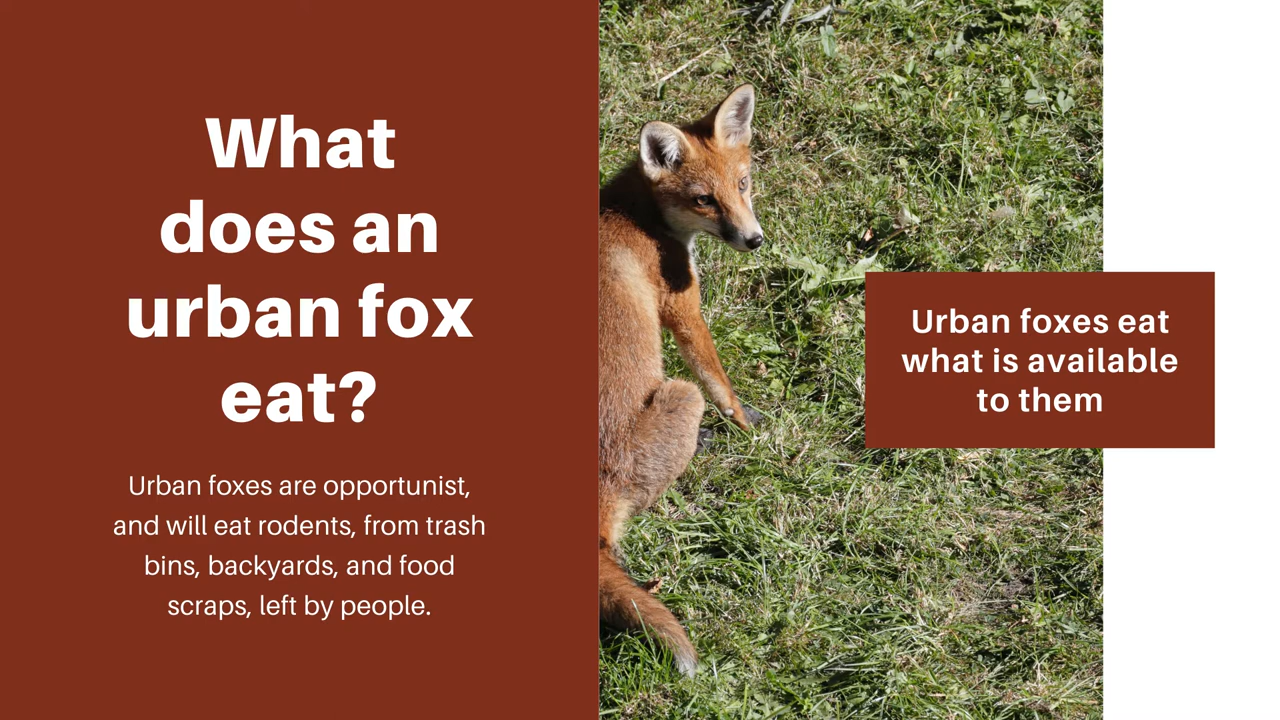 What
does an
urban fox
eat?
Urban foxes are opportunist,
and will eat rodents, from trash
bins, backyards, and food
scraps, left by people.
Urban foxes eat
what is available
to them